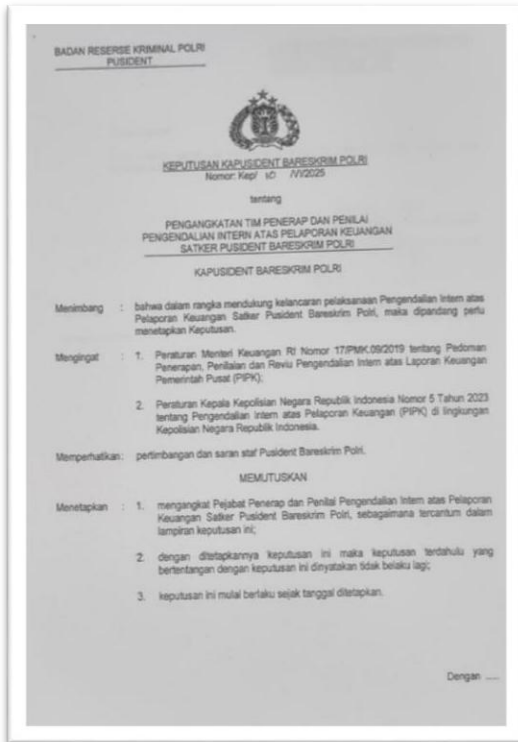 BADAN RESERSE KRIMINAL POLRI
PUSIDENT
KEPUTUSAN KAPUSIDENT BARESKRIM POLRI
Nomor: Kep/ 10 /VI/2025
tentang
PENGANGKATAN TIM PENERAP DAN PENILAI
PENGENDALIAN INTERN ATAS PELAPORAN KEUANGAN
SATKER PUSIDENT BARESKRIM POLRI
KAPUSIDENT BARESKRIM POLRI
Menimbang : bahwa dalam rangka mendukung kelancaran pelaksanaan Pengendalian Intern atas
Pelaporan Keuangan Satker Pusident Bareskrim Polri, maka dipandang perlu
menetapkan Keputusan.
Mengingat : 1. Peraturan Menteri Keuangan RI Nomor 17/PMK.09/2019 tentang Pedoman
Penerapan, Penilaian dan Reviu Pengendalian Intern atas Laporan Keuangan
Pemerintah Pusat (PIPK);
2. Peraturan Kepala Kepolisian Negara Republik Indonesia Nomor 5 Tahun 2023
tentang Pengendalian Intern atas Pelaporan Keuangan (PIPK) di lingkungan
Kepolisian Negara Republik Indonesia.
Memperhatikan : pertimbangan dan saran staf Pusident Bareskrim Polri.
MEMUTUSKAN
Menetapkan : 1. mengangkat Pejabat Penerap dan Penilai Pengendalian Intern atas Pelaporan
Keuangan Satker Pusident Bareskrim Polri, sebagaimana tercantum dalam
lampiran keputusan ini;
2. dengan ditetapkannya keputusan ini maka keputusan terdahulu yang
bertentangan dengan keputusan ini dinyatakan tidak belaku lagi;
3. keputusan ini mulai berlaku sejak tanggal ditetapkan.
Dengan .....